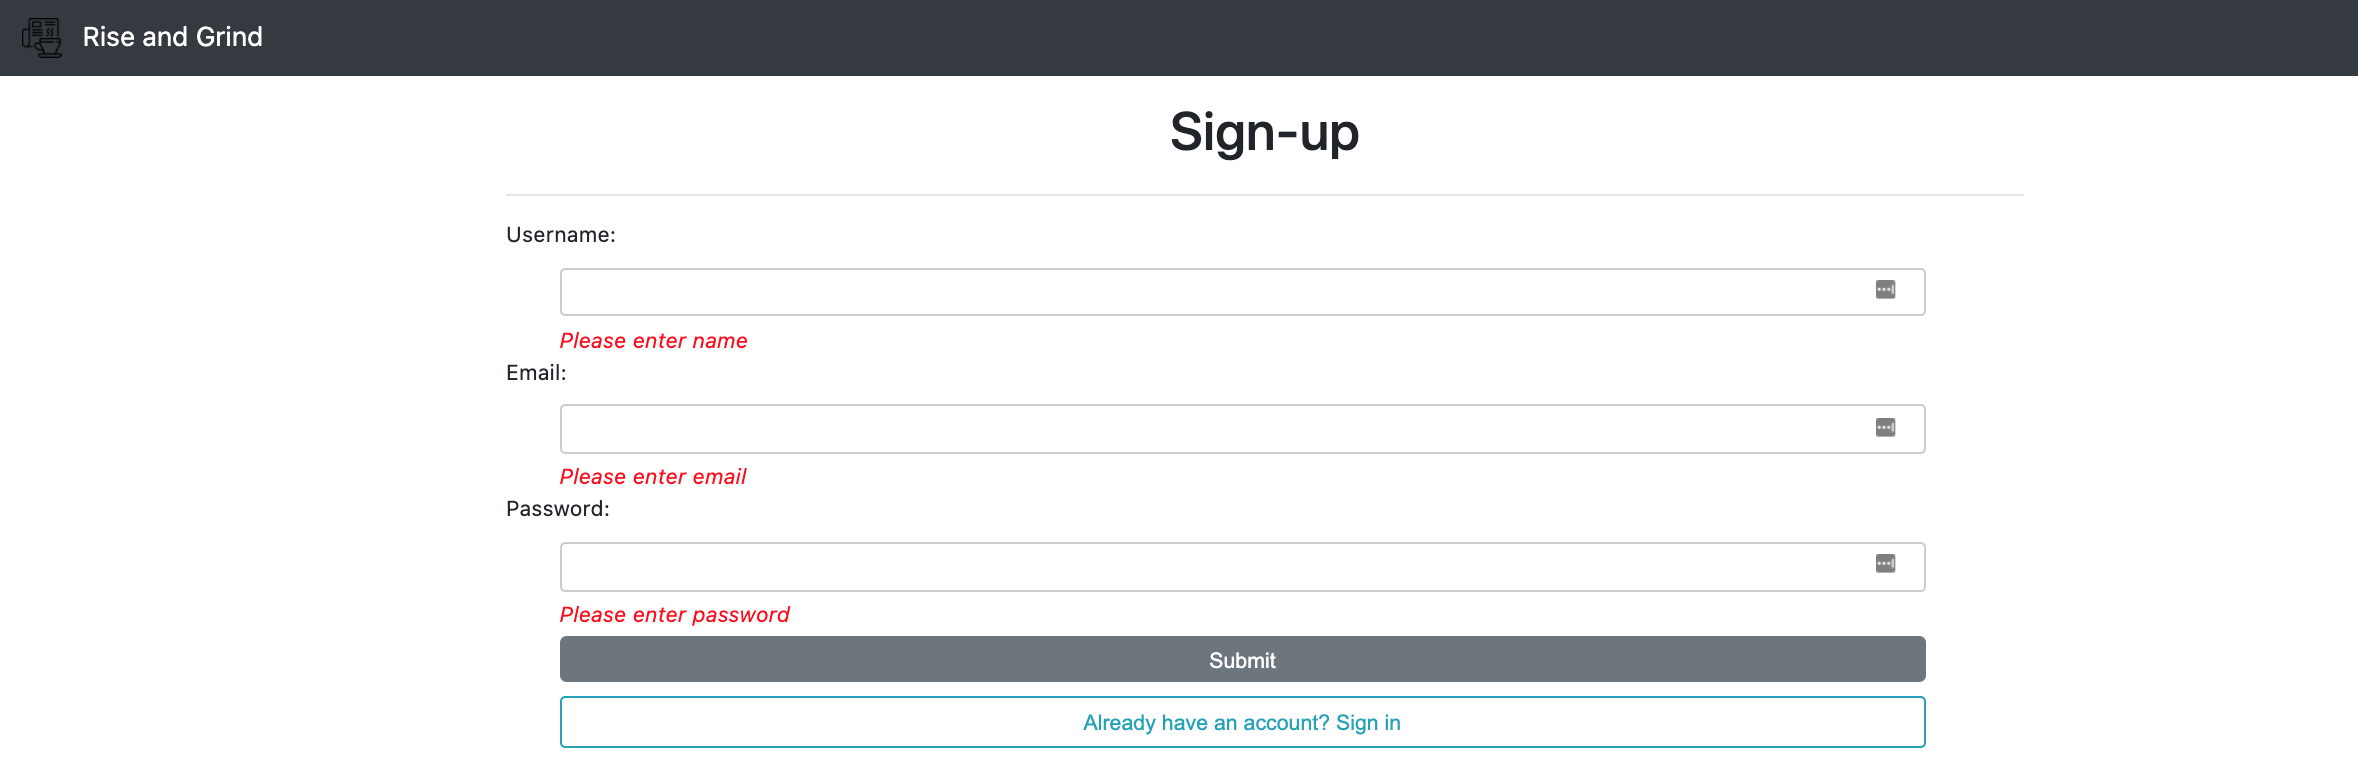 Rise and Grind
Sign-up
Username:
Please enter name
Email:
Please enter email
Password:
Please enter password
Submit
Already have an account? Sign in